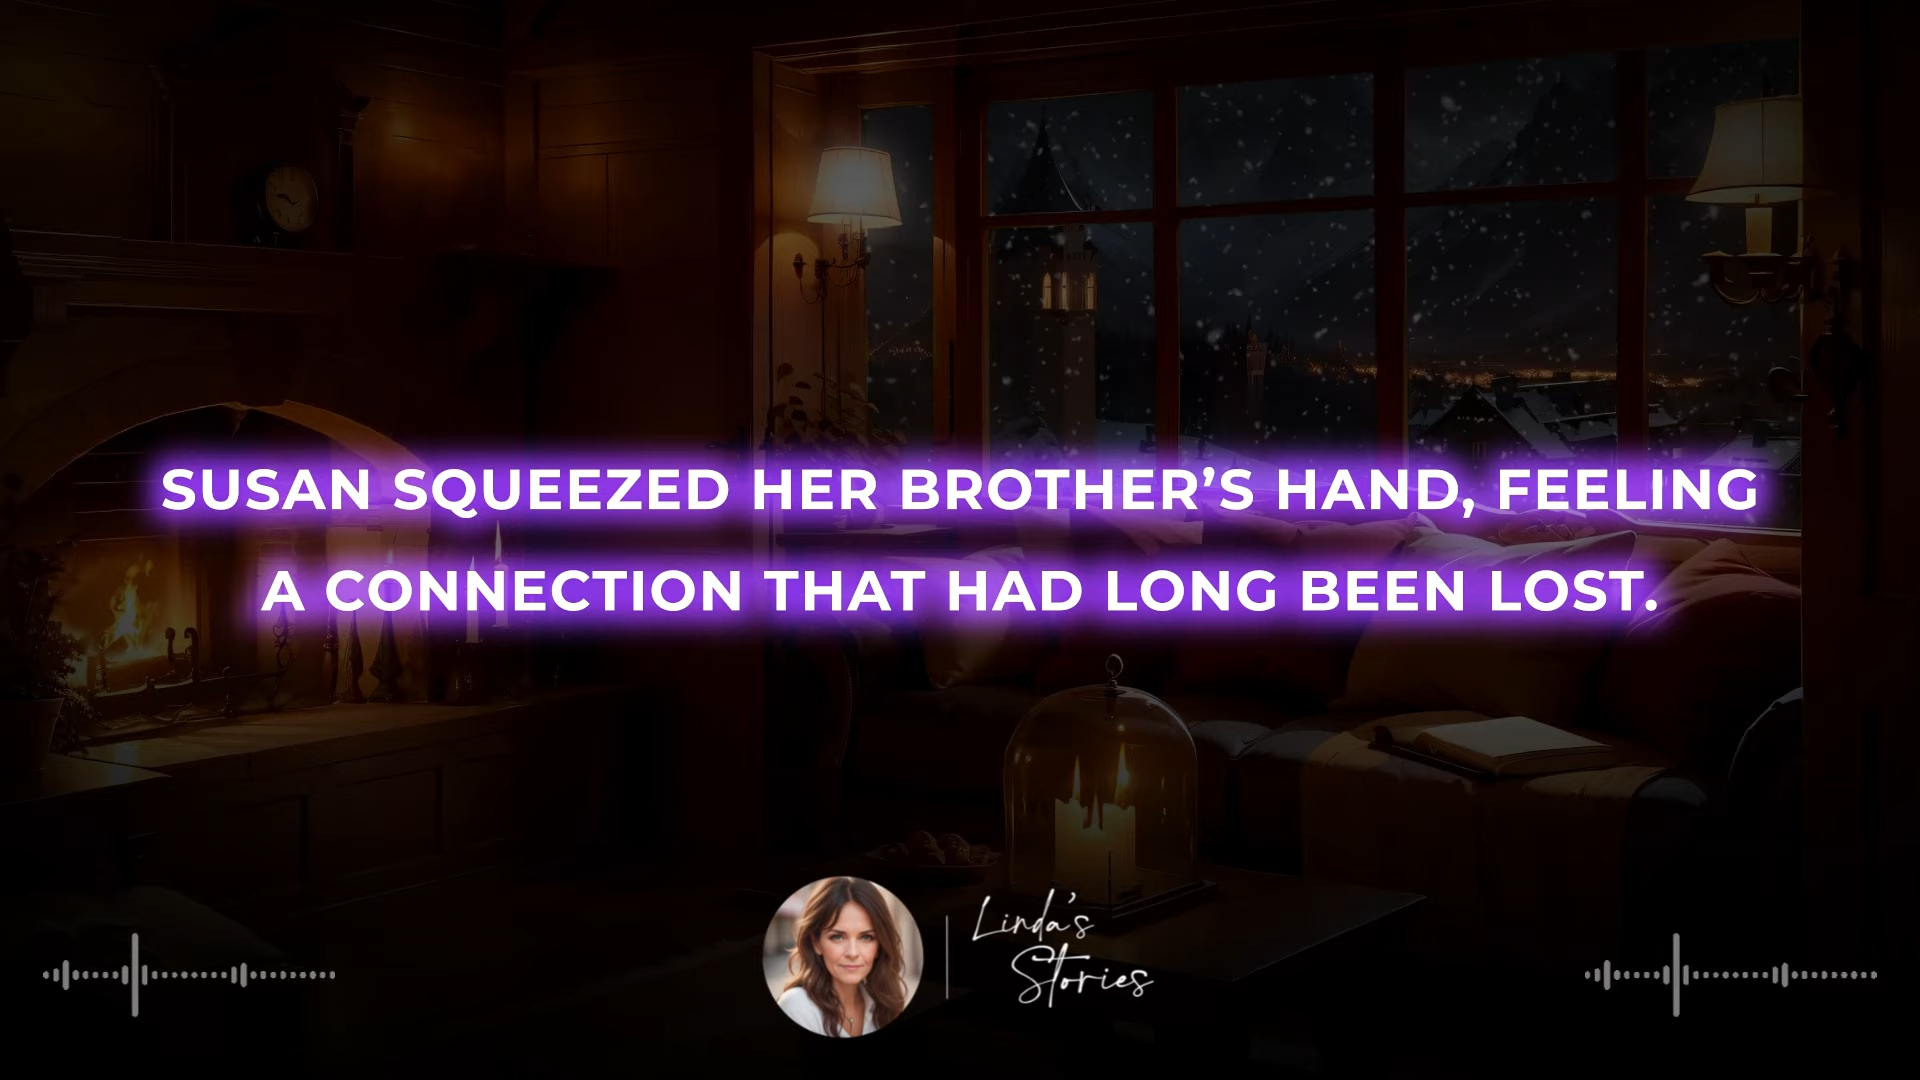 SUSAN SQUEEZED HER BROTHER’S HAND, FEELING
A CONNECTION THAT HAD LONG BEEN LOST.
Linda's
Stories